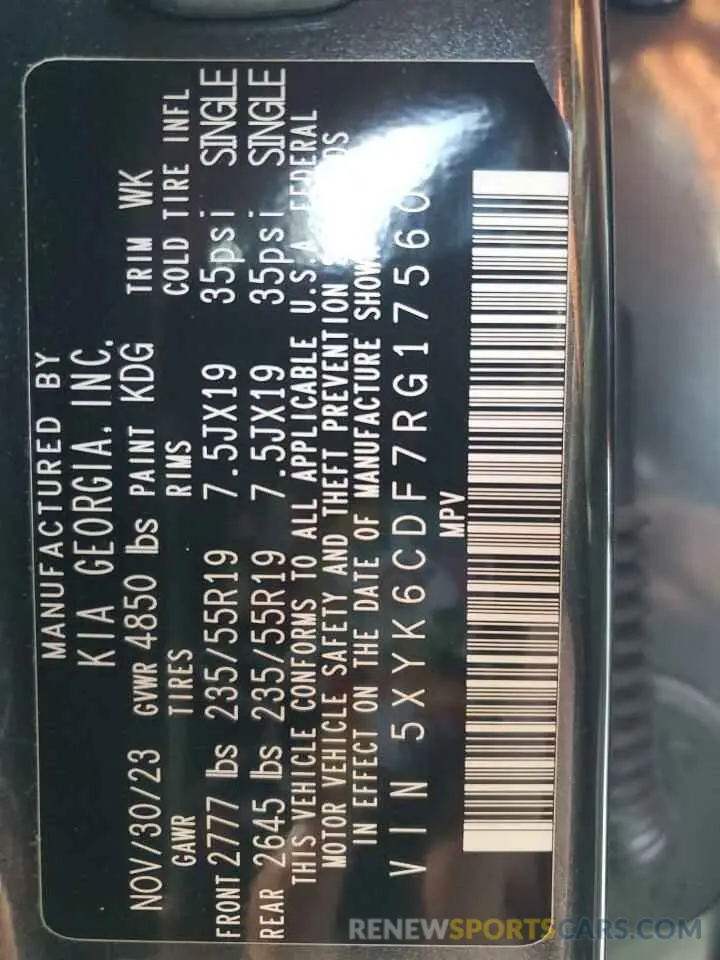 MANUFACTURED BY
KIA GEORGIA, INC.
NOV/30/23 GVWR 4850 lbs PAINT KDG TRIM WK
GAWR TIRES RIMS COLD TIRE INFL
FRONT 2777 lbs 235/55R19 7.5JX19 35psi SINGLE
REAR 2645 lbs 235/55R19 7.5JX19 35psi SINGLE
THIS VEHICLE CONFORMS TO ALL APPLICABLE U.S.A FEDERAL
MOTOR VEHICLE SAFETY AND THEFT PREVENTION
IN EFFECT ON THE DATE OF MANUFACTURE SHOWN
VIN 5XYK6CDF7RG17560
MPV
RENEWSPORTSCARS.COM